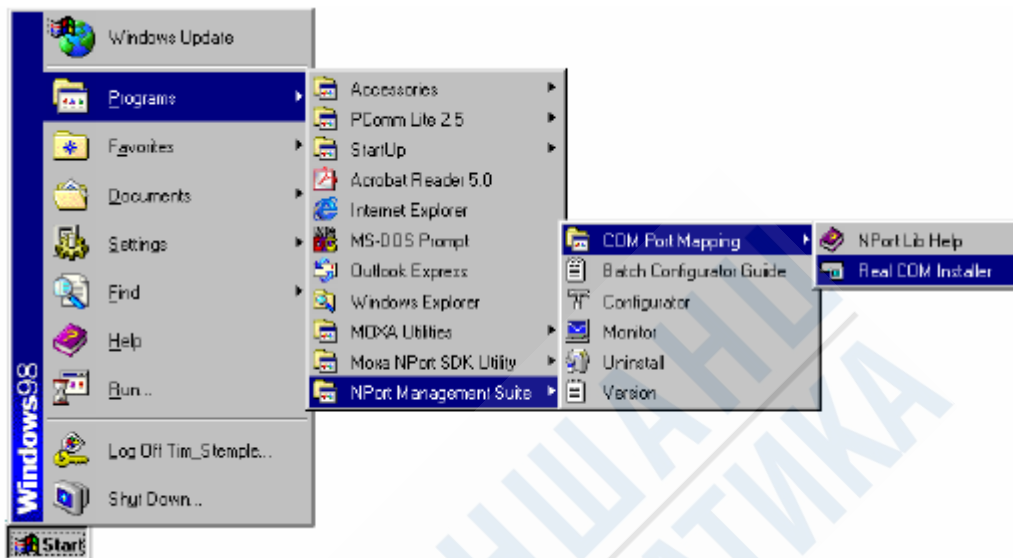 Windows Update
Programs
Favorites
Documents
Settings
Find
Help
Run...
Log Off Tim_Stemple...
Shut Down...
Windows98
Start
Accessories
PComm Lite 2.5
StartUp
Acrobat Reader 5.0
Internet Explorer
MS-DOS Prompt
Outlook Express
Windows Explorer
MOXA Utilities
Moxa NPort SDK Utility
NPort Management Suite
COM Port Mapping
Batch Configurator Guide
Configurator
Monitor
Uninstall
Version
NPort Lib Help
Real COM Installer